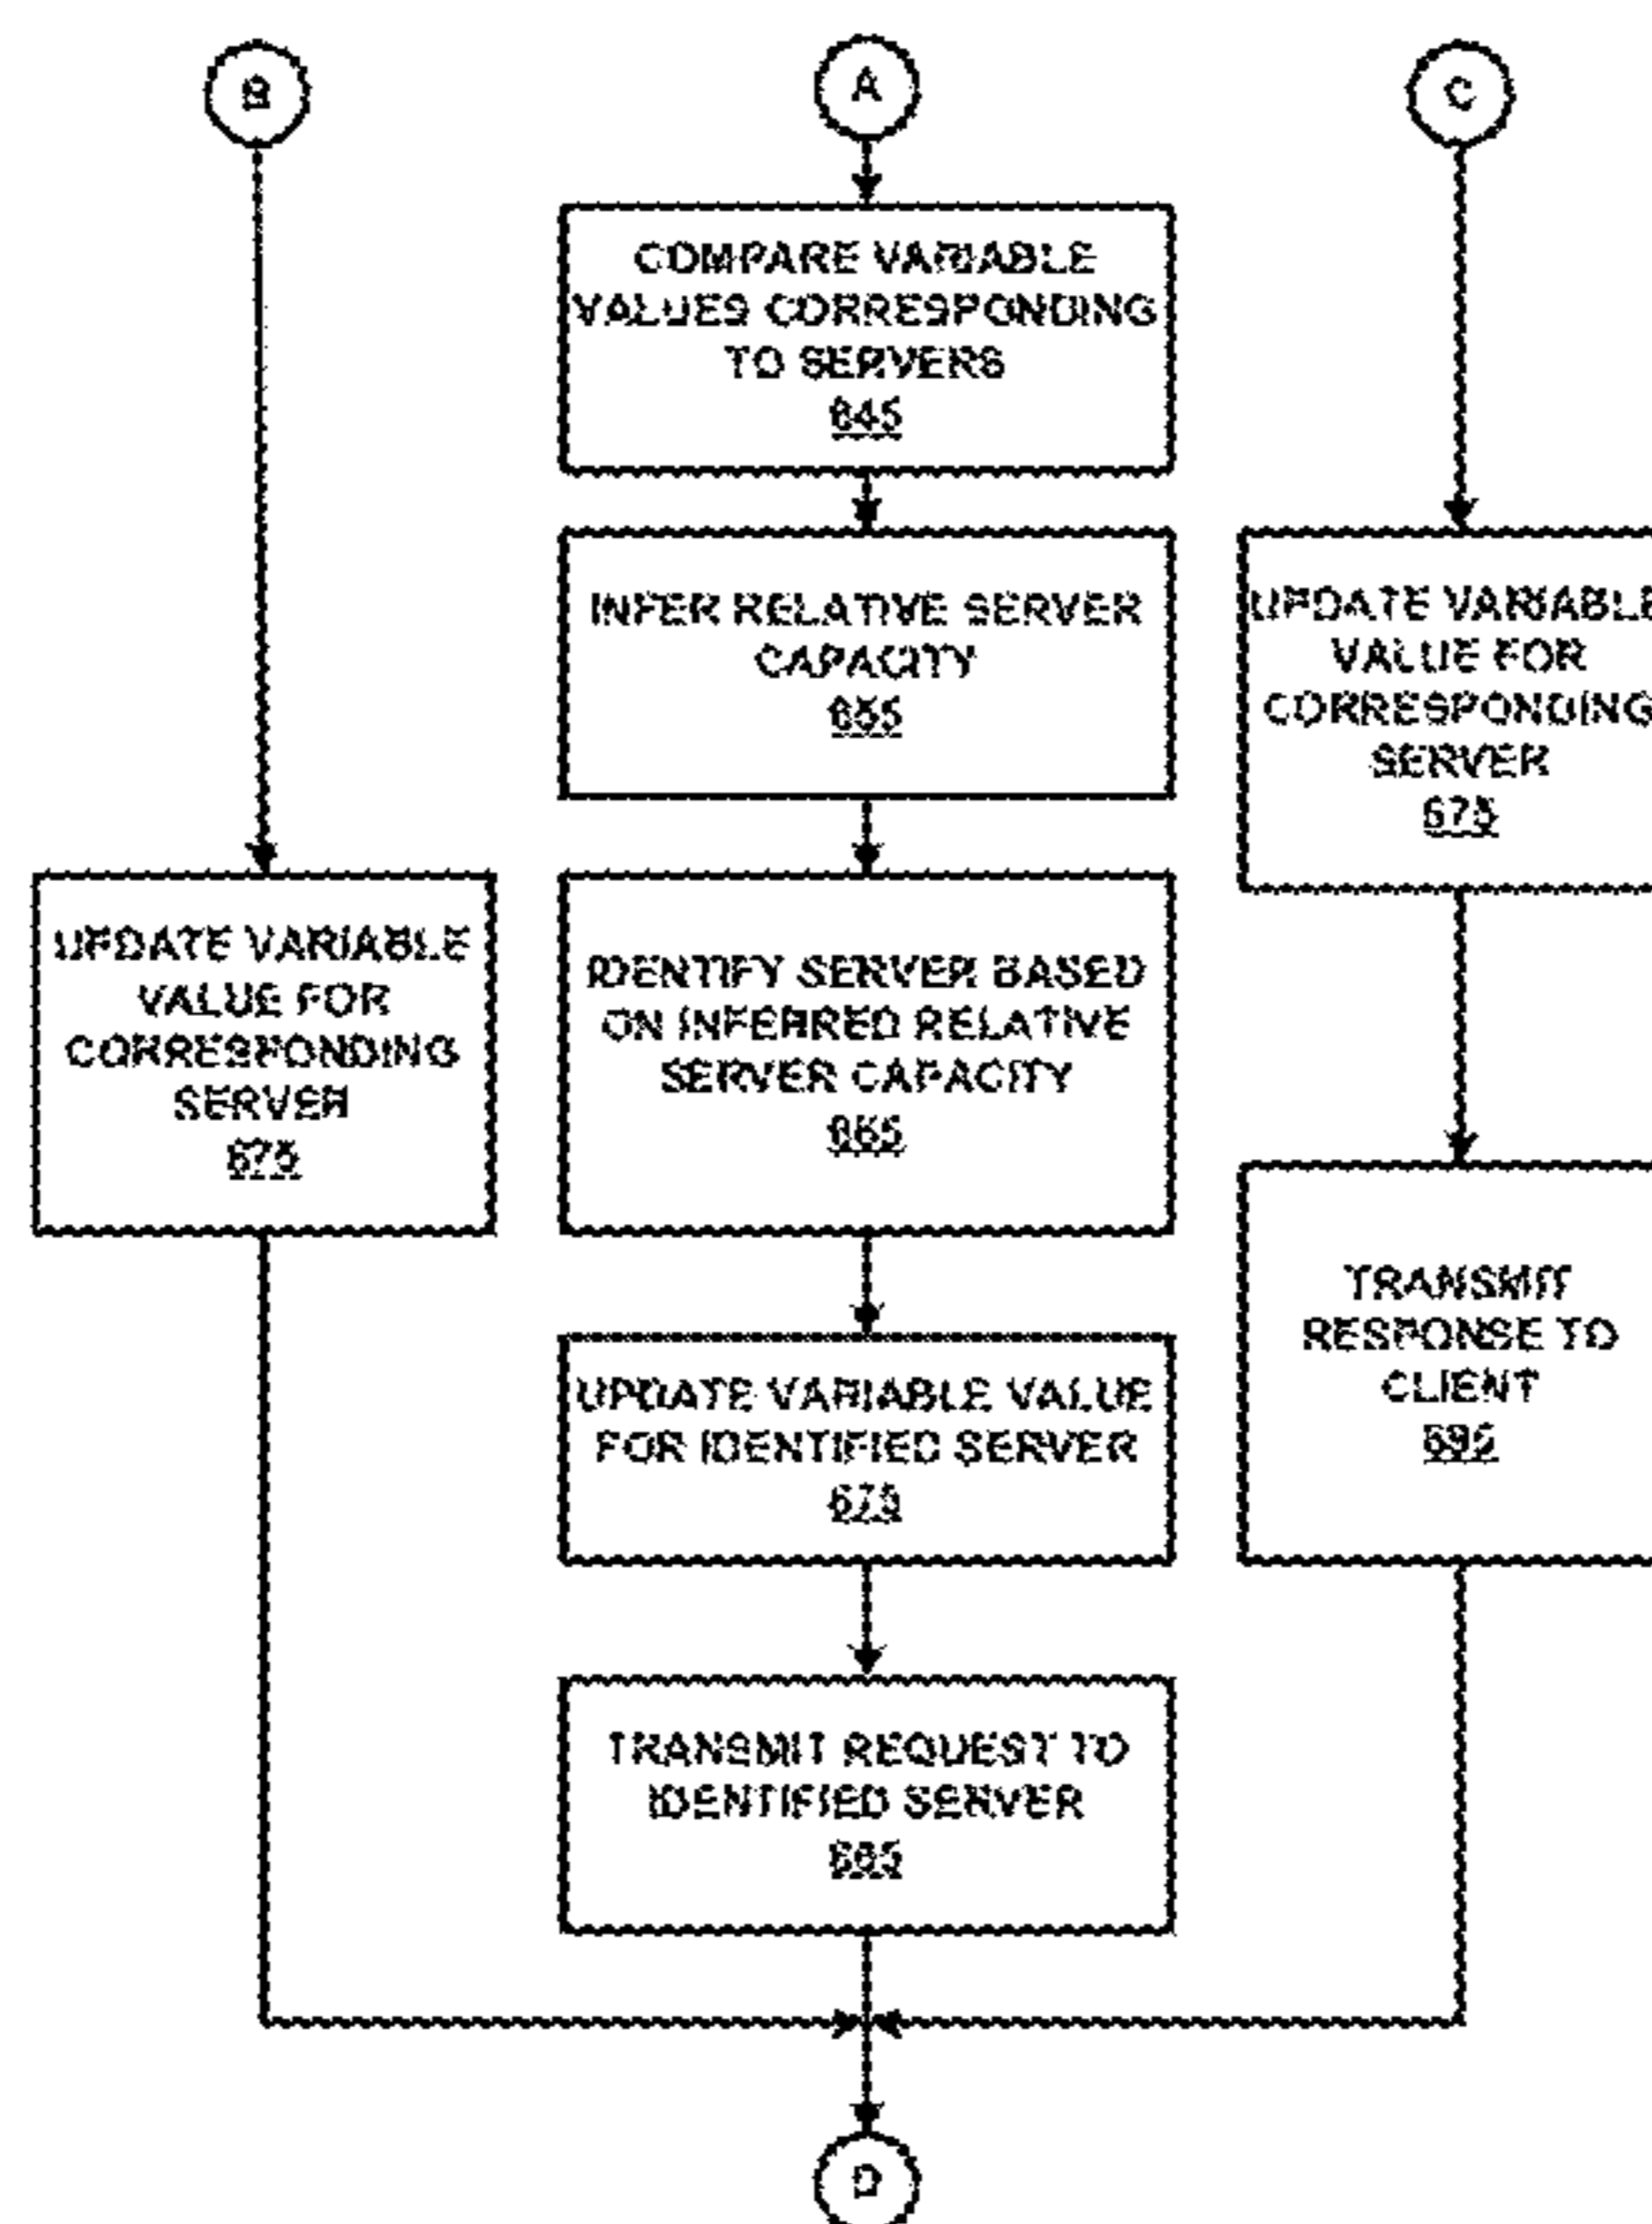 B
A
C
COMPARE VARIABLE
VALUES CORRESPONDING
TO SERVERS
645
INFER RELATIVE SERVER
CAPACITY
655
UPDATE VARIABLE
VALUE FOR
CORRESPONDING
SERVER
675
UPDATE VARIABLE
VALUE FOR
CORRESPONDING
SERVER
675
IDENTIFY SERVER BASED
ON INFERRED RELATIVE
SERVER CAPACITY
665
UPDATE VARIABLE VALUE
FOR IDENTIFIED SERVER
675
TRANSMIT
RESPONSE TO
CLIENT
695
TRANSMIT REQUEST TO
IDENTIFIED SERVER
685
D